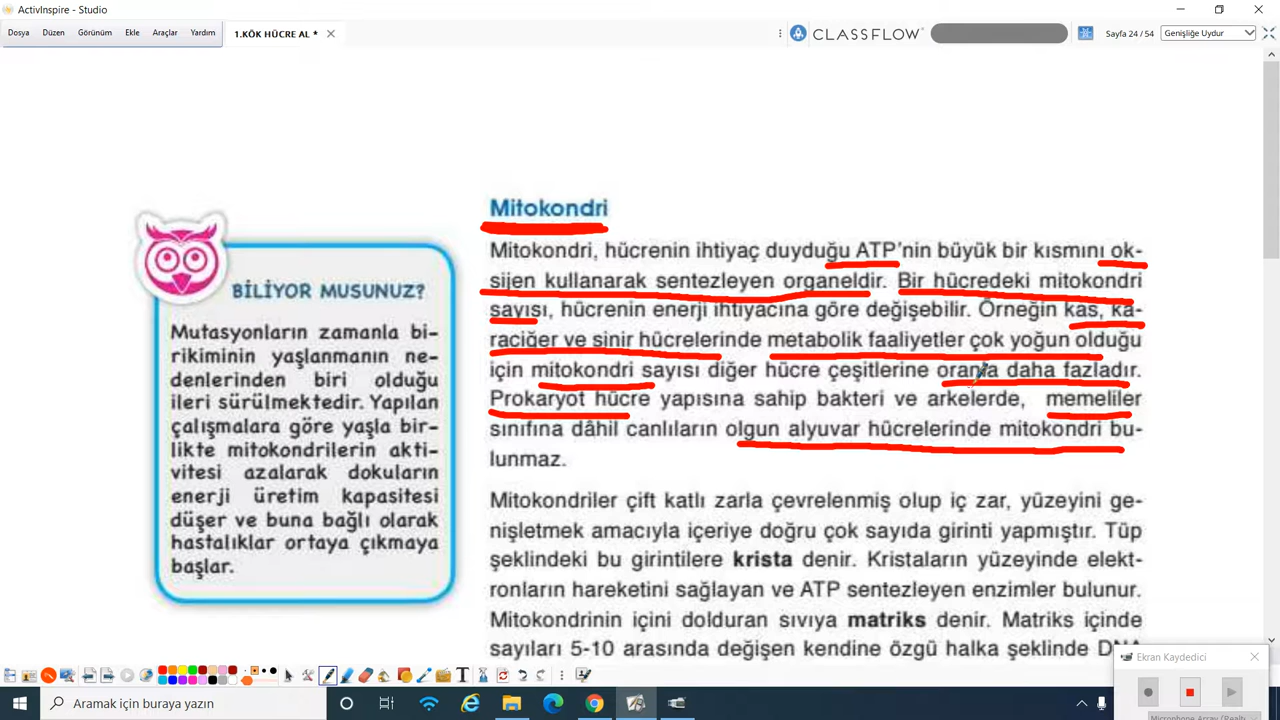 ActivInspire - Studio
Dosya Düzen Görünüm Ekle Araçlar Yardım
1.KÖK HÜCRE AL *
CLASSFLOW
Sayfa 24 / 54
Genişliğe Uydur
BİLİYOR MUSUNUZ?
Mutasyonların zamanla bi-
rikiminin yaşlanmanın ne-
denlerinden biri olduğu
ileri sürülmektedir. Yapılan
çalışmalara göre yaşla bir-
likte mitokondrilerin akti-
vitesi azalarak dokuların
enerji üretim kapasitesi
düşer ve buna bağlı olarak
hastalıklar ortaya çıkmaya
başlar.
Mitokondri
Mitokondri, hücrenin ihtiyaç duyduğu ATP'nin büyük bir kısmını ok-
sijen kullanarak sentezleyen organeldir. Bir hücredeki mitokondri
sayısı, hücrenin enerji ihtiyacına göre değişebilir. Örneğin kas, ka-
raciğer ve sinir hücrelerinde metabolik faaliyetler çok yoğun olduğu
için mitokondri sayısı diğer hücre çeşitlerine oranla daha fazladır.
Prokaryot hücre yapısına sahip bakteri ve arkelerde, memeliler
sınıfına dâhil canlıların olgun alyuvar hücrelerinde mitokondri bu-
lunmaz.
Mitokondriler çift katlı zarla çevrelenmiş olup iç zar, yüzeyini ge-
nişletmek amacıyla içeriye doğru çok sayıda girinti yapmıştır. Tüp
şeklindeki bu girintilere krista denir. Kristaların yüzeyinde elekt-
ronların hareketini sağlayan ve ATP sentezleyen enzimler bulunur.
Mitokondrinin içini dolduran sıvıya matriks denir. Matriks içinde
sayıları 5-10 arasında değişen kendine özgü halka şeklinde DNA
Ekran Kaydedici
Microphone Array (Realt
Aramak için buraya yazın